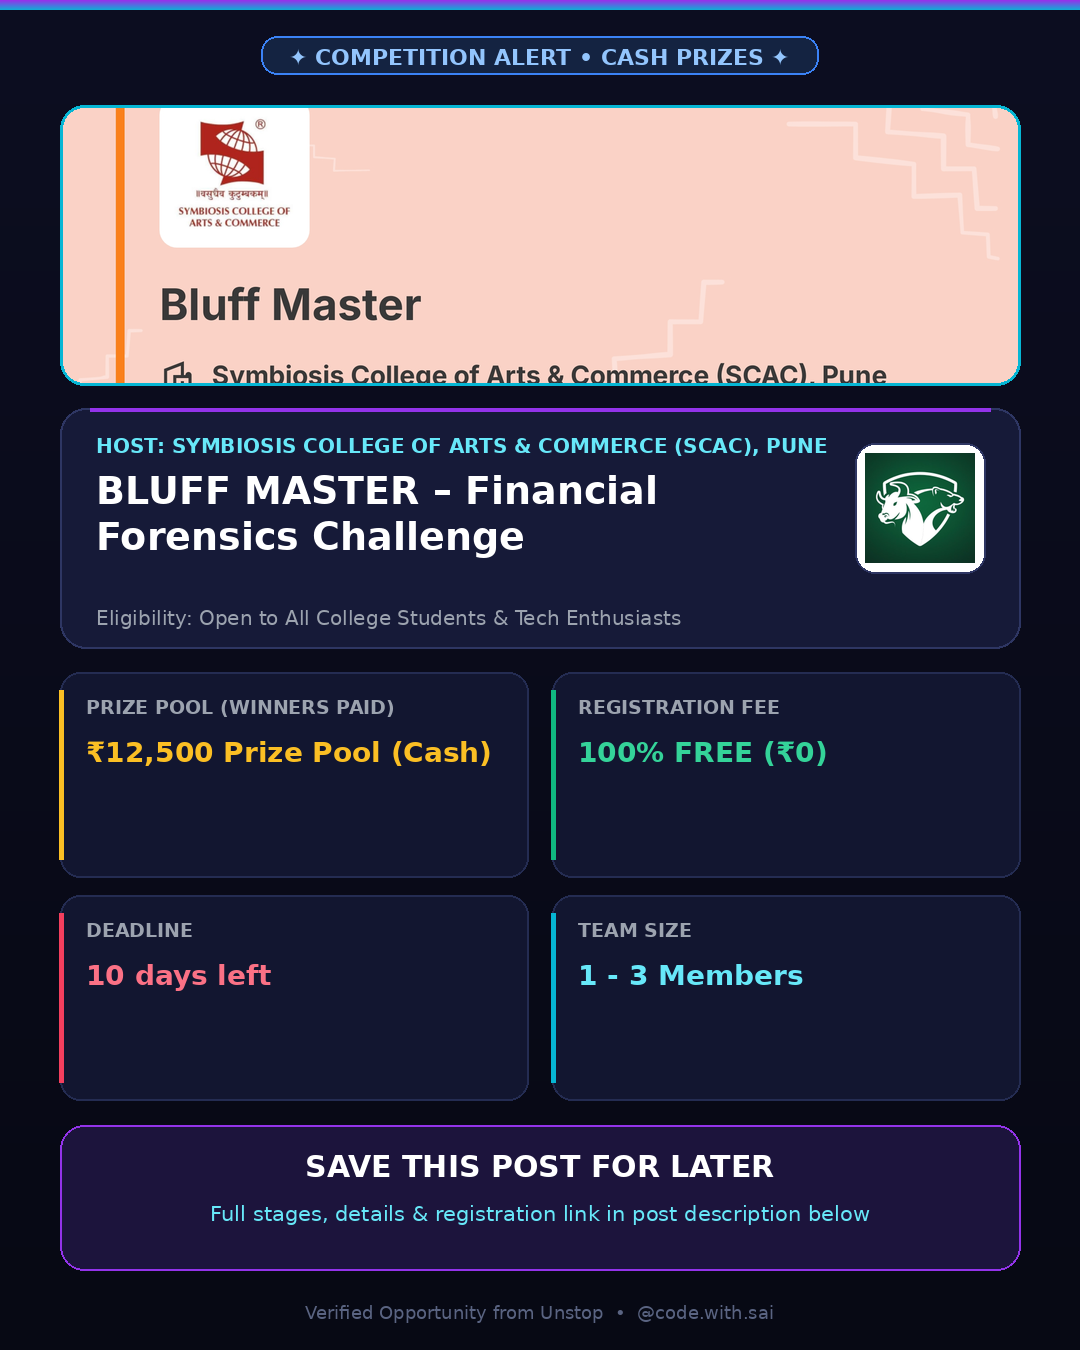 ✦ COMPETITION ALERT • CASH PRIZES ✦
®
॥वसुधैव कुटुम्बकम्॥
SYMBIOSIS COLLEGE OF
ARTS & COMMERCE
Bluff Master
Symbiosis College of Arts & Commerce (SCAC), Pune
HOST: SYMBIOSIS COLLEGE OF ARTS & COMMERCE (SCAC), PUNE
BLUFF MASTER – Financial
Forensics Challenge
Eligibility: Open to All College Students & Tech Enthusiasts
PRIZE POOL (WINNERS PAID)
₹12,500 Prize Pool (Cash)
REGISTRATION FEE
100% FREE (₹0)
DEADLINE
10 days left
TEAM SIZE
1 - 3 Members
SAVE THIS POST FOR LATER
Full stages, details & registration link in post description below
Verified Opportunity from Unstop • @code.with.sai